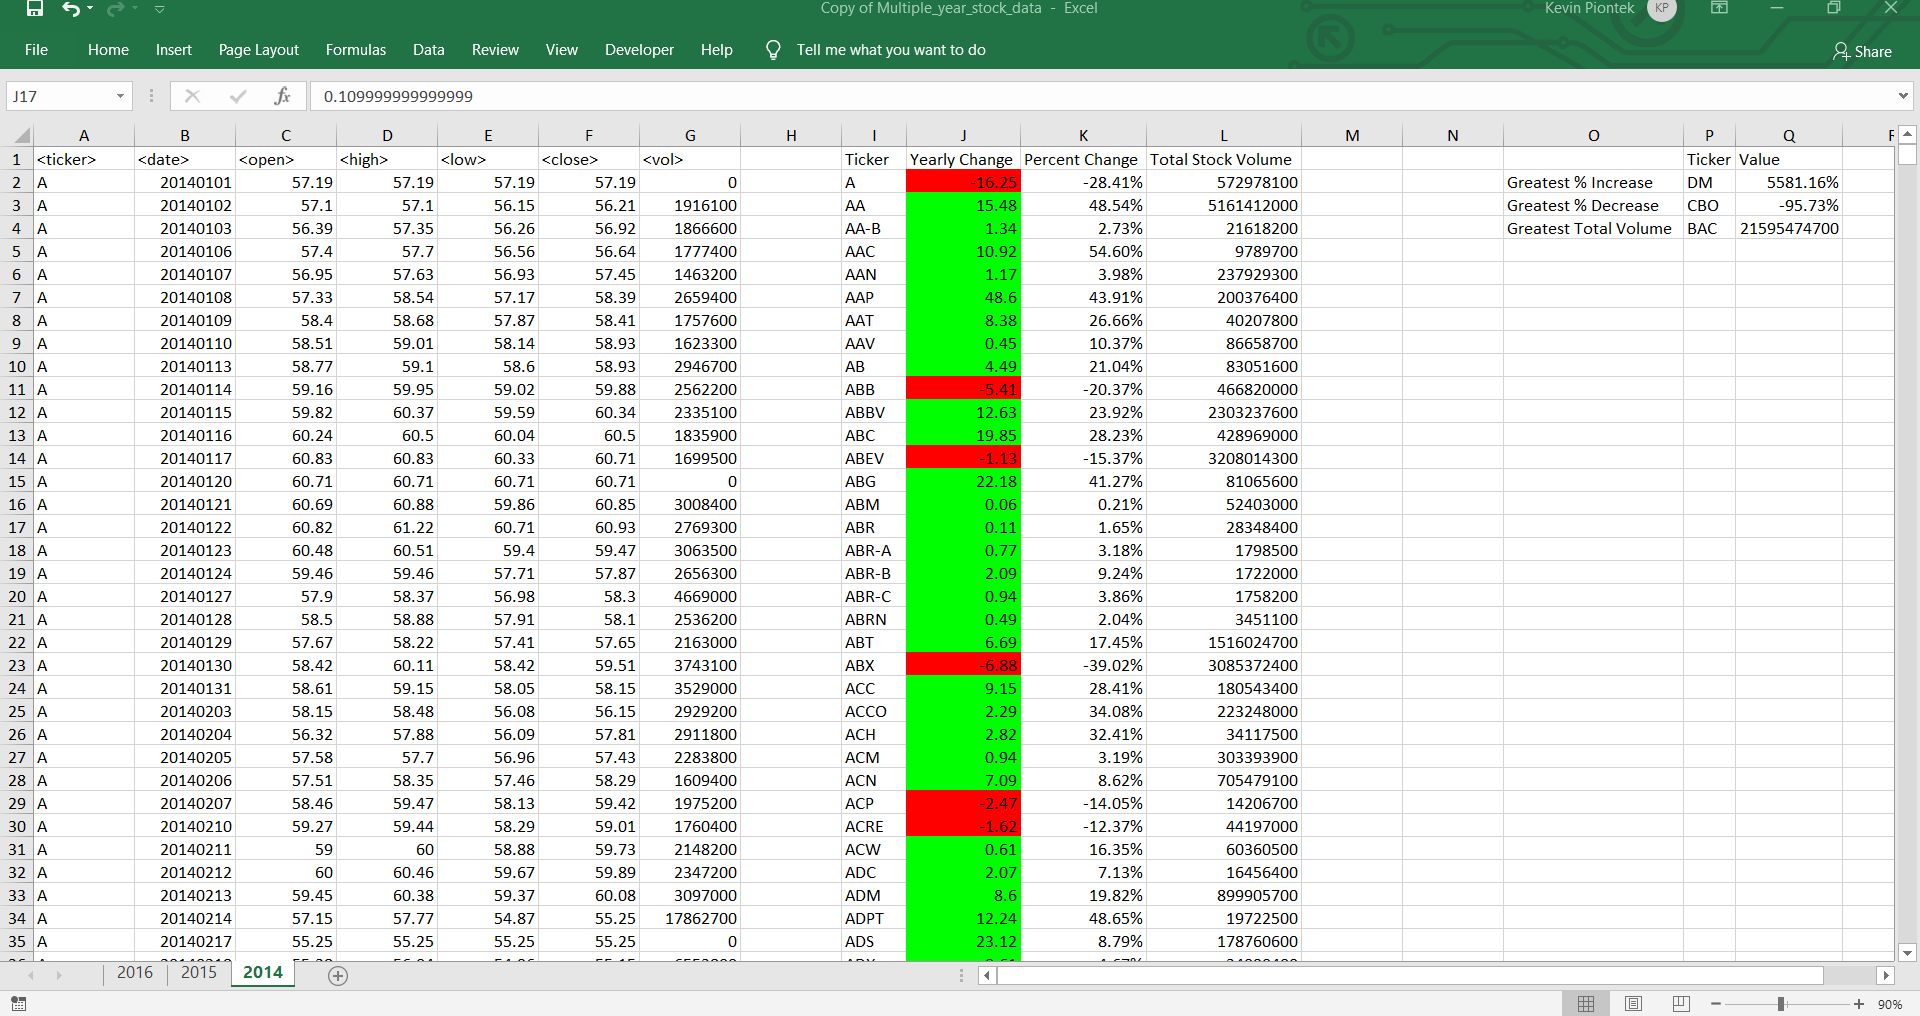 Copy of Multiple_year_stock_data - Excel
Kevin Piontek KP
File Home Insert Page Layout Formulas Data Review View Developer Help Tell me what you want to do Share
J17 fx 0.109999999999999
A B C D E F G H I J K L M N O P Q
1 <ticker> <date> <open> <high> <low> <close> <vol> Ticker Yearly Change Percent Change Total Stock Volume Ticker Value
2 A 20140101 57.19 57.19 57.19 57.19 0 A -16.25 -28.41% 572978100 Greatest % Increase DM 5581.16%
3 A 20140102 57.1 57.1 56.15 56.21 1916100 AA 15.48 48.54% 5161412000 Greatest % Decrease CBO -95.73%
4 A 20140103 56.39 57.35 56.26 56.92 1866600 AA-B 1.34 2.73% 21618200 Greatest Total Volume BAC 21595474700
5 A 20140106 57.4 57.7 56.56 56.64 1777400 AAC 10.92 54.60% 9789700
6 A 20140107 56.95 57.63 56.93 57.45 1463200 AAN 1.17 3.98% 237929300
7 A 20140108 57.33 58.54 57.17 58.39 2659400 AAP 48.6 43.91% 200376400
8 A 20140109 58.4 58.68 57.87 58.41 1757600 AAT 8.38 26.66% 40207800
9 A 20140110 58.51 59.01 58.14 58.93 1623300 AAV 0.45 10.37% 86658700
10 A 20140113 58.77 59.1 58.6 58.93 2946700 AB 4.49 21.04% 83051600
11 A 20140114 59.16 59.95 59.02 59.88 2562200 ABB -5.41 -20.37% 466820000
12 A 20140115 59.82 60.37 59.59 60.34 2335100 ABBV 12.63 23.92% 2303237600
13 A 20140116 60.24 60.5 60.04 60.5 1835900 ABC 19.85 28.23% 428969000
14 A 20140117 60.83 60.83 60.33 60.71 1699500 ABEV -1.13 -15.37% 3208014300
15 A 20140120 60.71 60.71 60.71 60.71 0 ABG 22.18 41.27% 81065600
16 A 20140121 60.69 60.88 59.86 60.85 3008400 ABM 0.06 0.21% 52403000
17 A 20140122 60.82 61.22 60.71 60.93 2769300 ABR 0.11 1.65% 28348400
18 A 20140123 60.48 60.51 59.4 59.47 3063500 ABR-A 0.77 3.18% 1798500
19 A 20140124 59.46 59.46 57.71 57.87 2656300 ABR-B 2.09 9.24% 1722000
20 A 20140127 57.9 58.37 56.98 58.3 4669000 ABR-C 0.94 3.86% 1758200
21 A 20140128 58.5 58.88 57.91 58.1 2536200 ABRN 0.49 2.04% 3451100
22 A 20140129 57.67 58.22 57.41 57.65 2163000 ABT 6.69 17.45% 1516024700
23 A 20140130 58.42 60.11 58.42 59.51 3743100 ABX -6.88 -39.02% 3085372400
24 A 20140131 58.61 59.15 58.05 58.15 3529000 ACC 9.15 28.41% 180543400
25 A 20140203 58.15 58.48 56.08 56.15 2929200 ACCO 2.29 34.08% 223248000
26 A 20140204 56.32 57.88 56.09 57.81 2911800 ACH 2.82 32.41% 34117500
27 A 20140205 57.58 57.7 56.96 57.43 2283800 ACM 0.94 3.19% 303393900
28 A 20140206 57.51 58.35 57.46 58.29 1609400 ACN 7.09 8.62% 705479100
29 A 20140207 58.46 59.47 58.13 59.42 1975200 ACP -2.47 -14.05% 14206700
30 A 20140210 59.27 59.44 58.29 59.01 1760400 ACRE -1.62 -12.37% 44197000
31 A 20140211 59 60 58.88 59.73 2148200 ACW 0.61 16.35% 60360500
32 A 20140212 60 60.46 59.67 59.89 2347200 ADC 2.07 7.13% 16456400
33 A 20140213 59.45 60.38 59.37 60.08 3097000 ADM 8.6 19.82% 899905700
34 A 20140214 57.15 57.77 54.87 55.25 17862700 ADPT 12.24 48.65% 19722500
35 A 20140217 55.25 55.25 55.25 55.25 0 ADS 23.12 8.79% 178760600
2016 2015 2014
90%